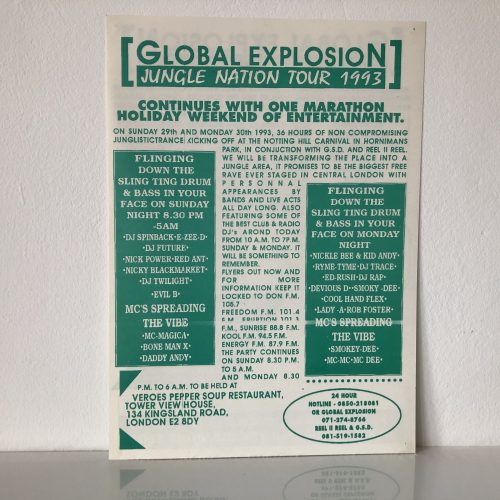 GLOBAL EXPLOSION
JUNGLE NATION TOUR 1993
CONTINUES WITH ONE MARATHON
HOLIDAY WEEKEND OF ENTERTAINMENT.
ON SUNDAY 29th AND MONDAY 30th 1993, 36 HOURS OF NON COMPROMISING
JUNGLISTICTRANCE: KICKING OFF AT THE NOTTING HILL CARNIVAL IN HORNIMANS
PARK, IN CONJUCTION WITH G.S.D. AND REEL II REEL.
WE WILL BE TRANSFORMING THE PLACE INTO A
JUNGLE AREA, IT PROMISES TO BE THE BIGGEST FREE
RAVE EVER STAGED IN CENTRAL LONDON WITH
PERSONNAL
APPEARANCES BY
BANDS AND LIVE ACTS
ALL DAY LONG. ALSO
FEATURING SOME OF
THE BEST CLUB & RADIO
DJ's AROND TODAY
FROM 10 A.M. TO 7P.M.
SUNDAY & MONDAY. IT
WILL BE SOMETHING TO
REMEMBER.
FLYERS OUT NOW AND
FOR MORE
INFORMATION KEEP IT
LOCKED TO DON F.M.
105.7
FREEDOM F.M. 101.4
F.M., ERUPTION 101.3
F.M., SUNRISE 88.8 F.M.
KOOL F.M. 94.5 F.M.
ENERGY F.M. 87.9 F.M.
THE PARTY CONTINUES
ON SUNDAY 8.30 P.M.
TO 5 A.M.
AND MONDAY 8.30
P.M. TO 6 A.M. TO BE HELD AT
VEROES PEPPER SOUP RESTAURANT,
TOWER VIEW HOUSE,
134 KINGSLAND ROAD,
LONDON E2 8DY
FLINGING
DOWN THE
SLING TING DRUM
& BASS IN YOUR
FACE ON SUNDAY
NIGHT 8.30 PM
-5AM
•DJ SPINBACK•E-ZEE-D•
•DJ FUTURE•
NICK POWER•RED ANT•
•NICKY BLACKMARKET•
•DJ TWILIGHT•
•EVIL B•
MC'S SPREADING
THE VIBE
•MC-MAGICA•
•BONE MAN X•
DADDY ANDY
FLINGING
DOWN THE
SLING TING DRUM
& BASS IN YOUR
FACE ON MONDAY
NIGHT
•NICKLE BEE & KID ANDY•
RYME-TYME•DJ TRACE•
•ED-RUSH•DJ RAP•
DEVIOUS D•SMOKY -DEE•
•COOL HAND FLEX•
LADY-A•ROB FOSTER•
MC'S SPREADING
THE VIBE
•SMOKEY-DEE•
•MC-MC-MC DEE•
24 HOUR
HOTLINE - 0850-218081
OR GLOBAL EXPLOSION
071-274-8766
REEL II REEL & G.S.D.
081-519-1582